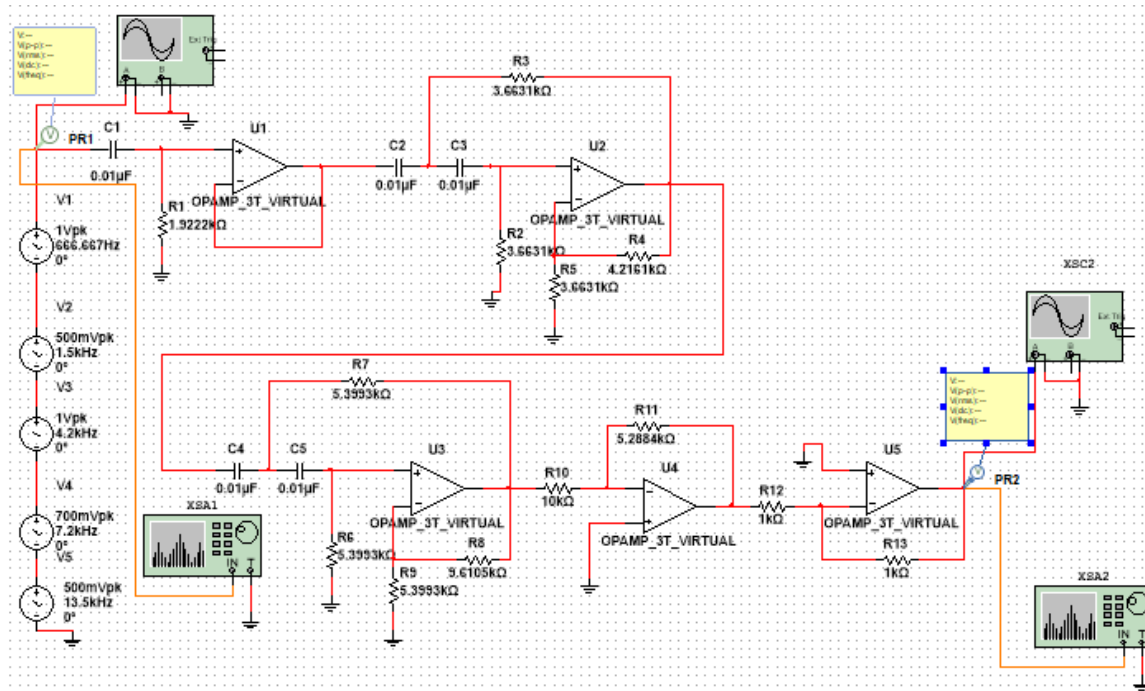 V: --
V(p-p): --
V(rms): --
V(dc): --
V(freq): --
Ext Trig
A
B
V
PR1
C1
0.01µF
R1
1.9222kΩ
U1
OPAMP_3T_VIRTUAL
C2
0.01µF
C3
0.01µF
R3
3.6631kΩ
U2
OPAMP_3T_VIRTUAL
R2
3.6631kΩ
R4
4.2161kΩ
R5
3.6631kΩ
V1
1Vpk
666.667Hz
0°
V2
500mVpk
1.5kHz
0°
V3
1Vpk
4.2kHz
0°
V4
700mVpk
7.2kHz
0°
V5
500mVpk
13.5kHz
0°
XSC2
Ext Trig
A
B
R7
5.3993kΩ
C4
0.01µF
C5
0.01µF
U3
OPAMP_3T_VIRTUAL
R6
5.3993kΩ
R8
9.6105kΩ
R9
5.3993kΩ
R10
10kΩ
R11
5.2884kΩ
U4
OPAMP_3T_VIRTUAL
R12
1kΩ
U5
OPAMP_3T_VIRTUAL
R13
1kΩ
V: --
V(p-p): --
V(rms): --
V(dc): --
V(freq): --
V
PR2
XSA1
IN
T
XSA2
IN
T